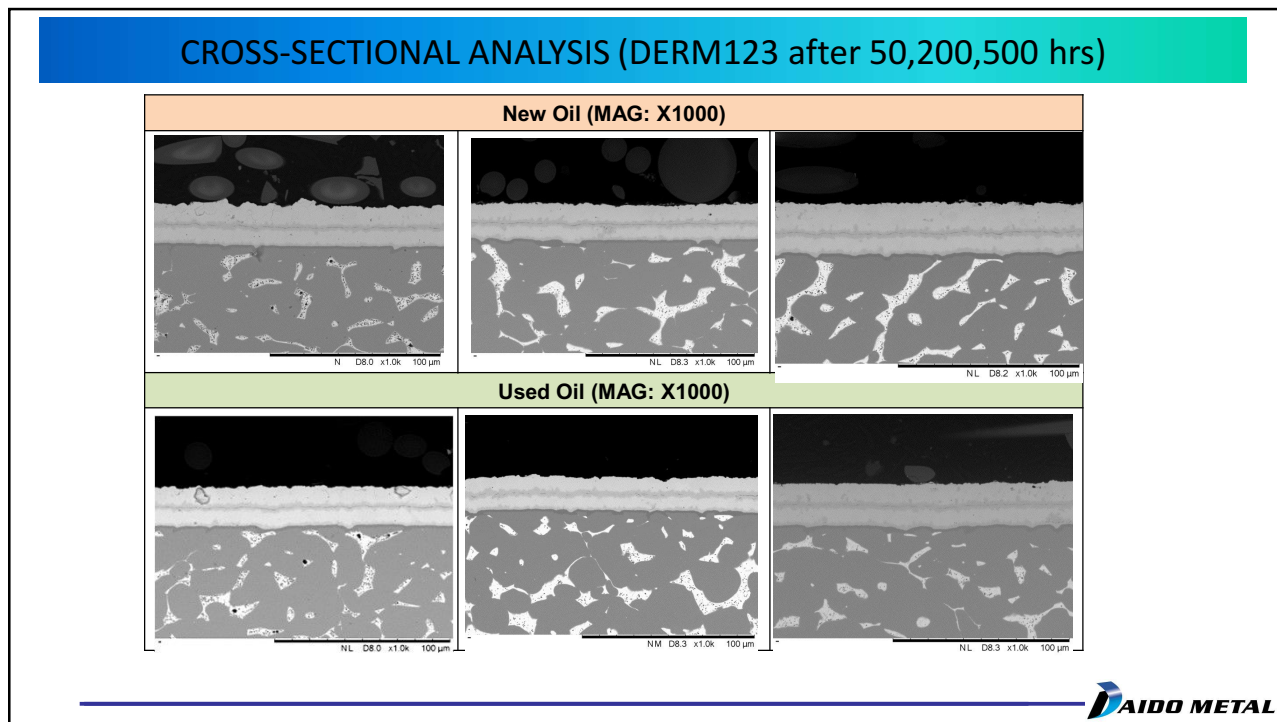 CROSS-SECTIONAL ANALYSIS (DERM123 after 50,200,500 hrs)
New Oil (MAG: X1000)
N D8.0 x1.0k 100 µm
NL D8.3 x1.0k 100 µm
NL D8.2 x1.0k 100 µm
Used Oil (MAG: X1000)
NL D8.0 x1.0k 100 µm
NM D8.3 x1.0k 100 µm
NL D8.3 x1.0k 100 µm
DAIDO METAL